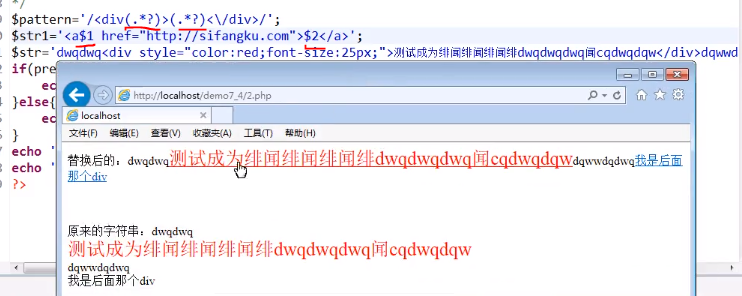 */
$pattern='/<div(.*?)>(.*?)<\/div>/';
$str1='<a$1 href="http://sifangku.com">$2</a>';
$str='dwqdwq<div style="color:red;font-size:25px;">测试成为绯闻绯闻绯闻绯dwqdwqdwq闻cqdwqdqw</div>dqwwd
if(pre
ec
}else{
ec
}
echo '
echo '
?>
http://localhost/demo7_4/2.php
localhost
文件(F) 编辑(E) 查看(V) 收藏夹(A) 工具(T) 帮助(H)
替换后的：dwqdwq测试成为绯闻绯闻绯闻绯dwqdwqdwq闻cqdwqdqwdqwwdqdwq我是后面
那个div
原来的字符串：dwqdwq
测试成为绯闻绯闻绯闻绯dwqdwqdwq闻cqdwqdqw
dqwwdqdwq
我是后面那个div